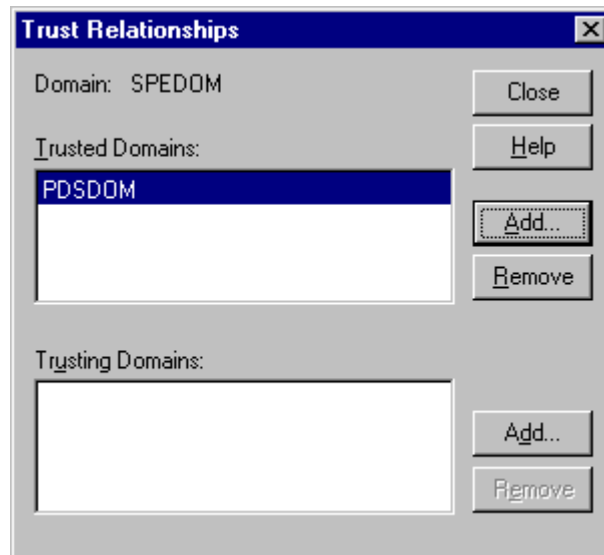 Trust Relationships
Domain: SPEDOM
Close
Trusted Domains:
Help
PDSDOM
Add...
Remove
Trusting Domains:
Add...
Remove